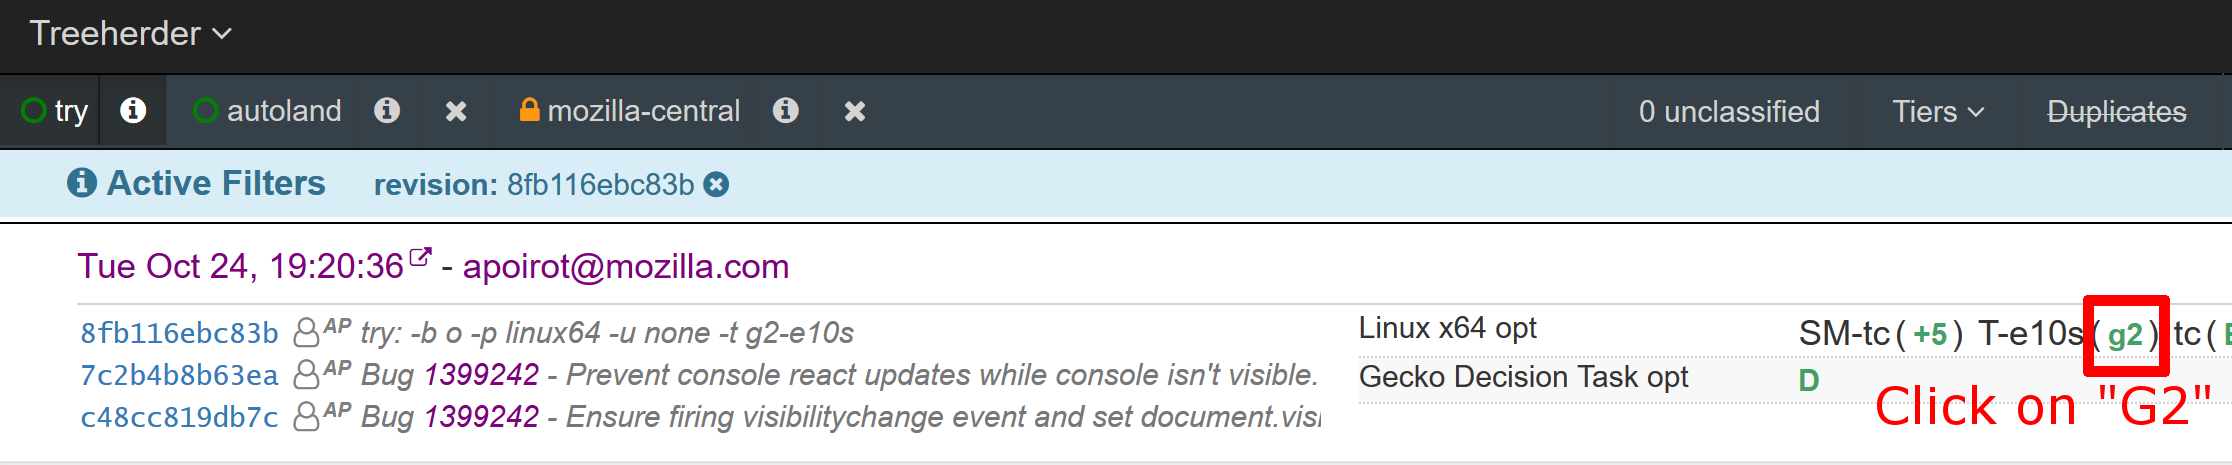 Treeherder
try autoland mozilla-central 0 unclassified Tiers Duplicates
Active Filters revision: 8fb116ebc83b
Tue Oct 24, 19:20:36 - apoirot@mozilla.com
8fb116ebc83b AP try: -b o -p linux64 -u none -t g2-e10s
7c2b4b8b63ea AP Bug 1399242 - Prevent console react updates while console isn't visible.
c48cc819db7c AP Bug 1399242 - Ensure firing visibilitychange event and set document.visi
Linux x64 opt SM-tc( +5 ) T-e10s( g2 ) tc(
Gecko Decision Task opt D
Click on "G2"